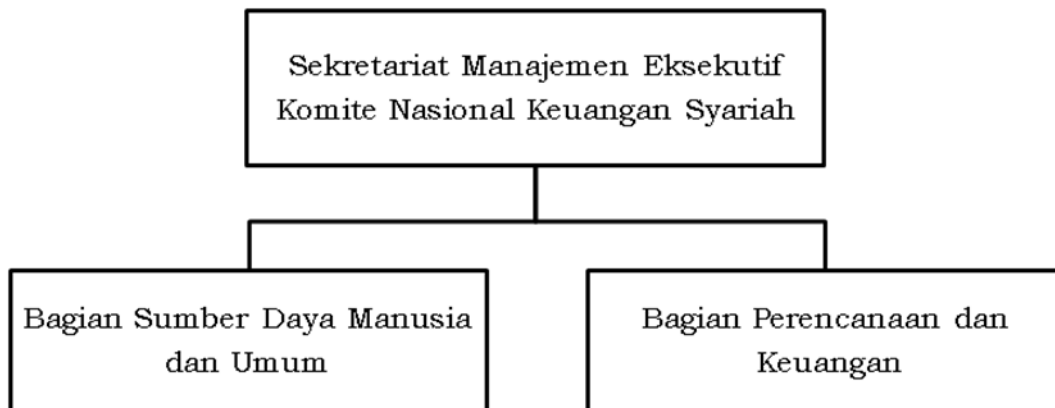 Sekretariat Manajemen Eksekutif
Komite Nasional Keuangan Syariah
Bagian Sumber Daya Manusia
dan Umum
Bagian Perencanaan dan
Keuangan